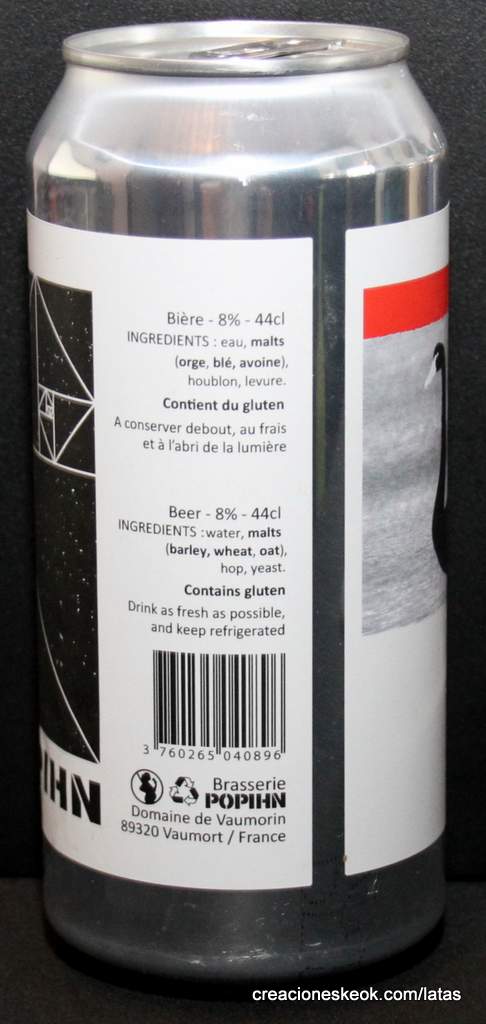 Bière - 8% - 44cl
INGREDIENTS : eau, malts
(orge, blé, avoine),
houblon, levure.
Contient du gluten
A conserver debout, au frais
et à l'abri de la lumière
Beer - 8% - 44cl
INGREDIENTS :water, malts
(barley, wheat, oat),
hop, yeast.
Contains gluten
Drink as fresh as possible,
and keep refrigerated
3 760265 040896
Brasserie
POPIHN
Domaine de Vaumorin
89320 Vaumort / France
PIHN
creacioneskeok.com/latas